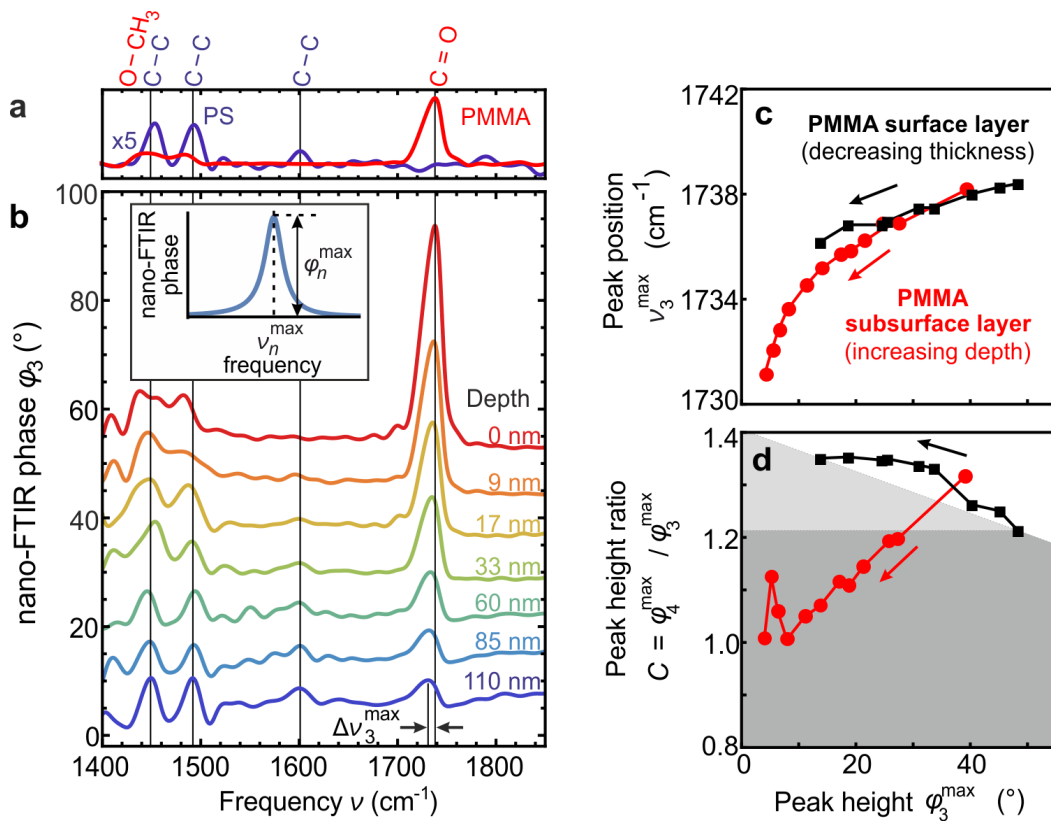 O – CH₃
C – C
C – C
C – C
C = O
a
x5
PS
PMMA
b
100
80
60
40
20
0
nano-FTIR phase φ₃ (°)
nano-FTIR
phase
φₙᵐᵃˣ
νₙᵐᵃˣ
frequency
Depth
0 nm
9 nm
17 nm
33 nm
60 nm
85 nm
110 nm
Δν₃ᵐᵃˣ
1400
1500
1600
1700
1800
Frequency ν (cm⁻¹)
c
1742
1738
1734
1730
Peak position
ν₃ᵐᵃˣ (cm⁻¹)
PMMA surface layer
(decreasing thickness)
PMMA
subsurface layer
(increasing depth)
d
1.4
1.2
1.0
0.8
Peak height ratio
C = φ₄ᵐᵃˣ / φ₃ᵐᵃˣ
0
20
40
Peak height φ₃ᵐᵃˣ (°)